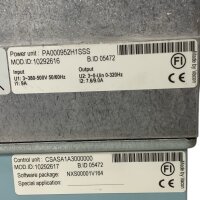 Power unit : PA000952H1SSS
MOD.ID: 10292616
B.ID 05472
Input
U1: 3~380-500V 50/60Hz
I1: 9A
Output
U2: 3~0-Uin 0-320Hz
I2: 7.6/9.0A
FI
Control unit : CSASA1A3000000
MOD.ID: 10292617
B.ID 05472
Software package : NXS00001V164
Special application:
FI